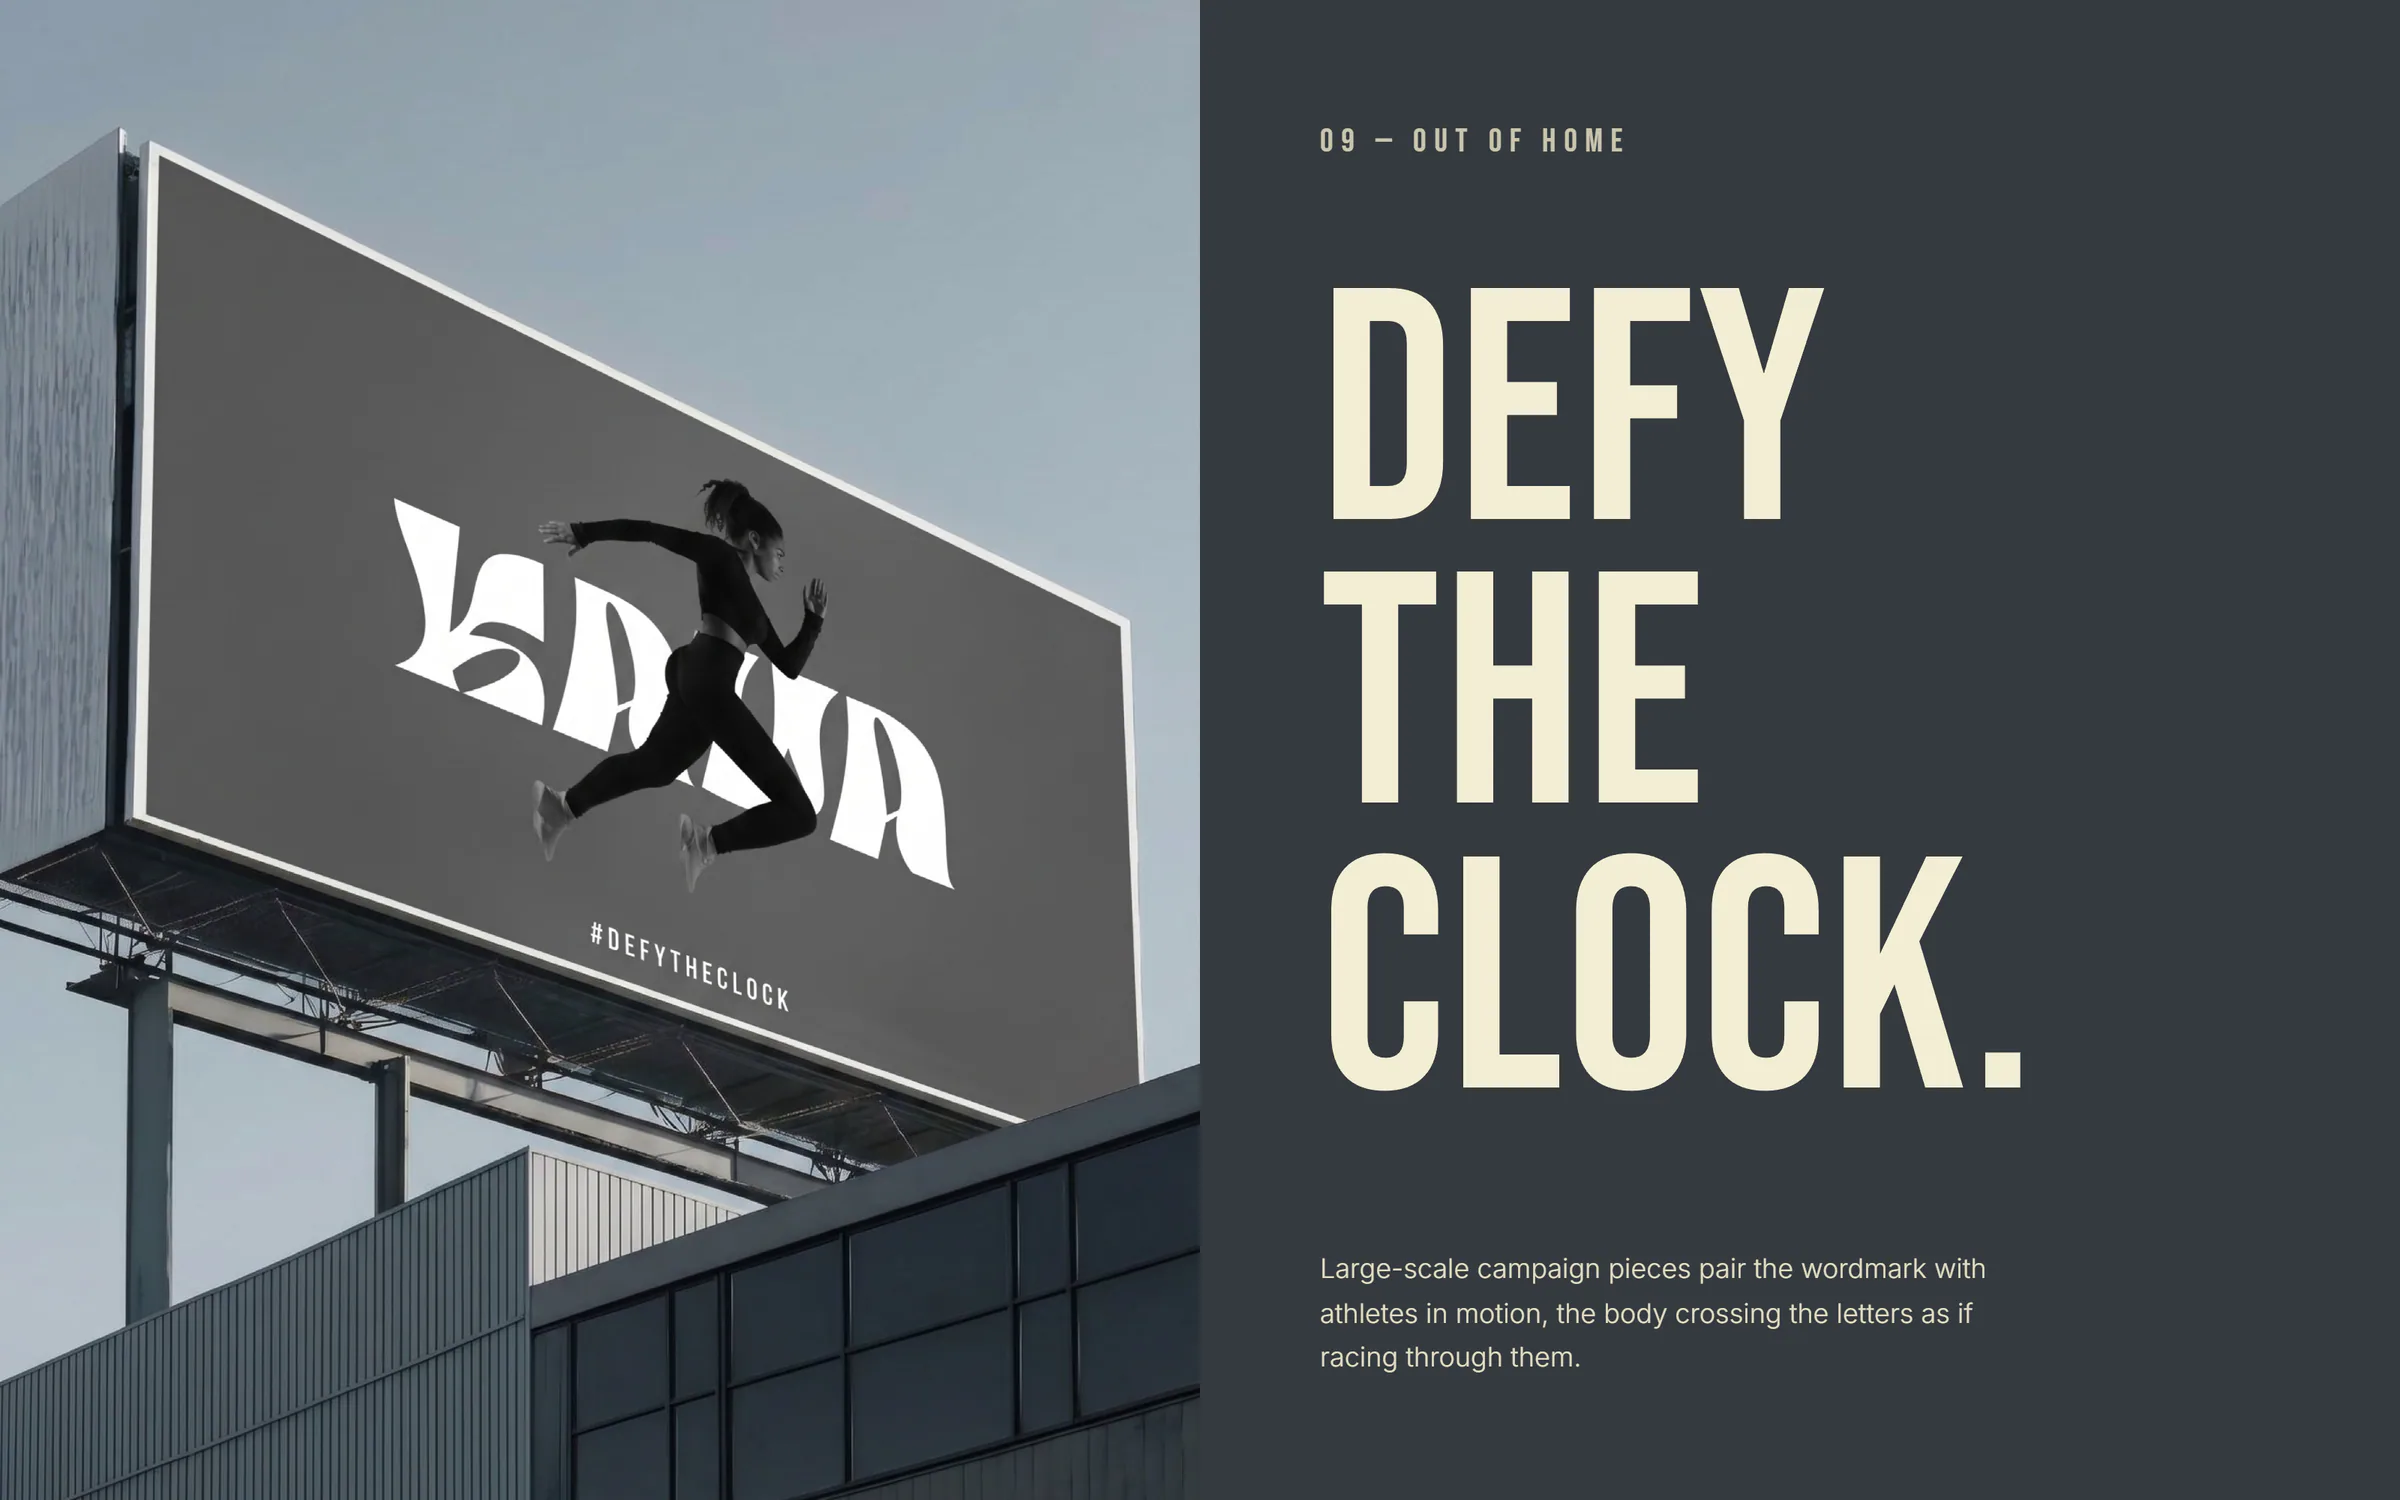 #DEFYTHECLOCK
09 — OUT OF HOME
DEFY
THE
CLOCK.
Large-scale campaign pieces pair the wordmark with
athletes in motion, the body crossing the letters as if
racing through them.